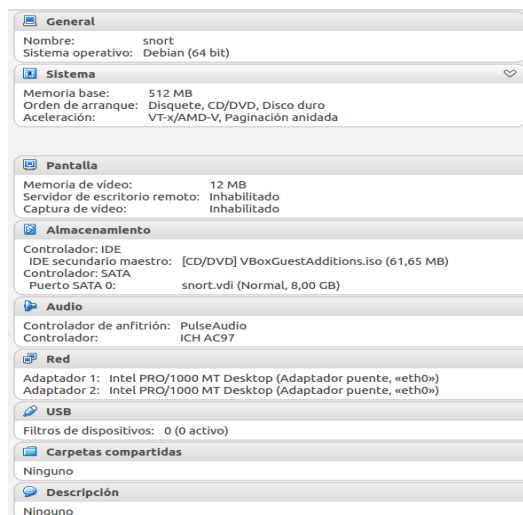 General
Nombre: snort
Sistema operativo: Debian (64 bit)
Sistema
Memoria base: 512 MB
Orden de arranque: Disquete, CD/DVD, Disco duro
Aceleración: VT-x/AMD-V, Paginación anidada
Pantalla
Memoria de vídeo: 12 MB
Servidor de escritorio remoto: Inhabilitado
Captura de vídeo: Inhabilitado
Almacenamiento
Controlador: IDE
IDE secundario maestro: [CD/DVD] VBoxGuestAdditions.iso (61,65 MB)
Controlador: SATA
Puerto SATA 0: snort.vdi (Normal, 8,00 GB)
Audio
Controlador de anfitrión: PulseAudio
Controlador: ICH AC97
Red
Adaptador 1: Intel PRO/1000 MT Desktop (Adaptador puente, «eth0»)
Adaptador 2: Intel PRO/1000 MT Desktop (Adaptador puente, «eth0»)
USB
Filtros de dispositivos: 0 (0 activo)
Carpetas compartidas
Ninguno
Descripción
Ninguno